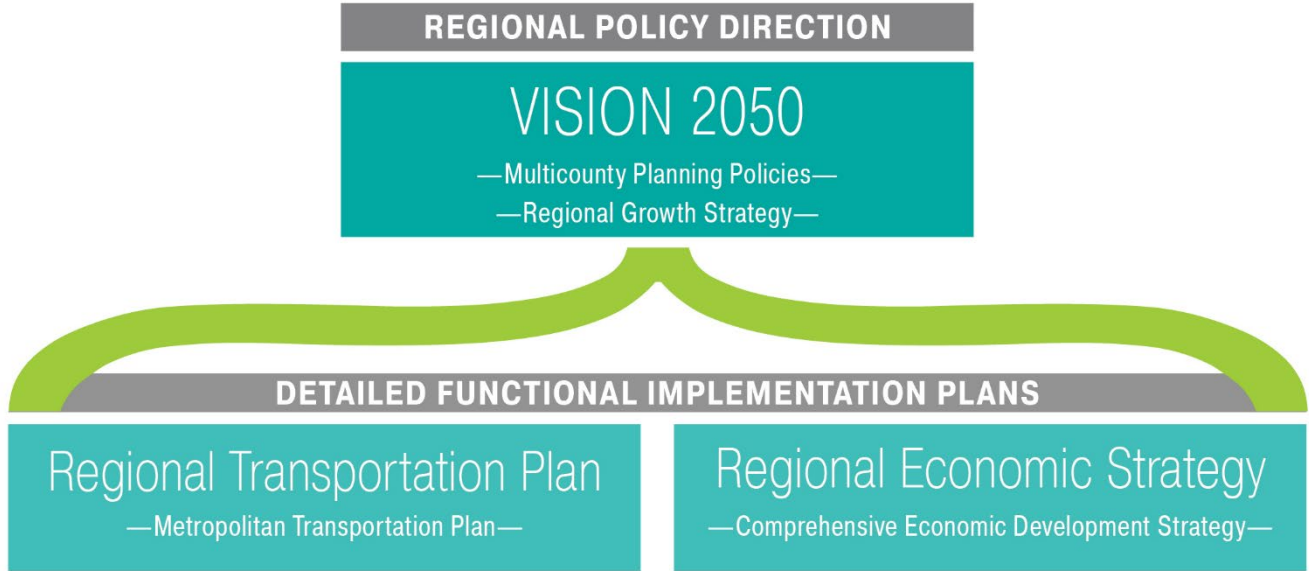 REGIONAL POLICY DIRECTION
VISION 2050
—Multicounty Planning Policies—
—Regional Growth Strategy—
DETAILED FUNCTIONAL IMPLEMENTATION PLANS
Regional Transportation Plan
—Metropolitan Transportation Plan—
Regional Economic Strategy
—Comprehensive Economic Development Strategy—